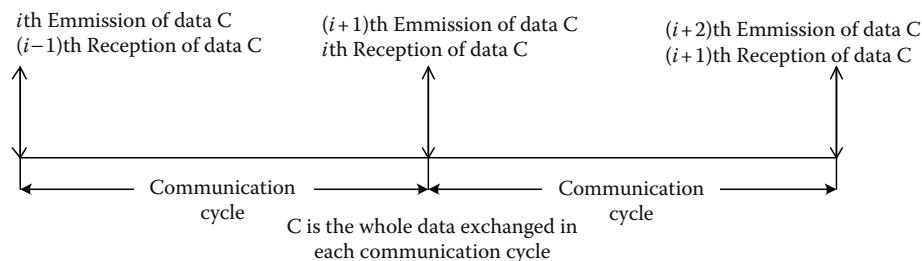 ith Emmission of data C
(i−1)th Reception of data C
(i+1)th Emmission of data C
ith Reception of data C
(i+2)th Emmission of data C
(i+1)th Reception of data C
Communication
cycle
Communication
cycle
C is the whole data exchanged in
each communication cycle